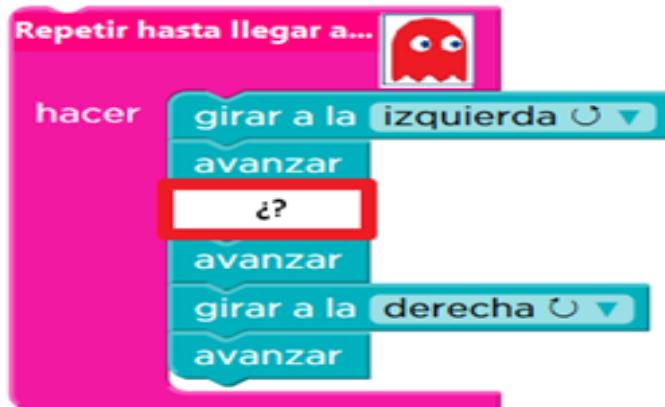 Repetir hasta llegar a...
hacer
girar a la izquierda
avanzar
¿?
avanzar
girar a la derecha
avanzar